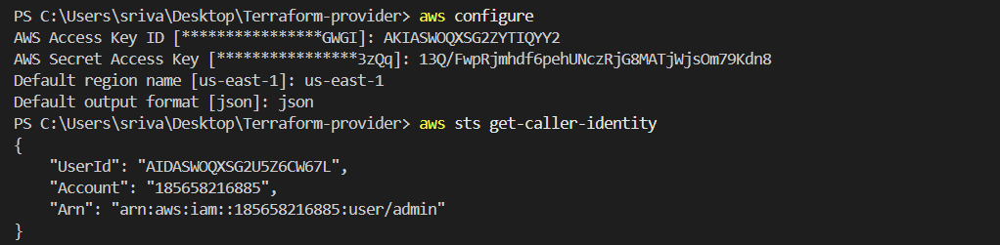 PS C:\Users\sriva\Desktop\Terraform-provider> aws configure
AWS Access Key ID [****************GWGI]: AKIASWOQXSG2ZYTIQYY2
AWS Secret Access Key [****************3zQq]: 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
Default region name [us-east-1]: us-east-1
Default output format [json]: json
PS C:\Users\sriva\Desktop\Terraform-provider> aws sts get-caller-identity
{
    "UserId": "AIDASWOQXSG2U5Z6CW67L",
    "Account": "185658216885",
    "Arn": "arn:aws:iam::185658216885:user/admin"
}